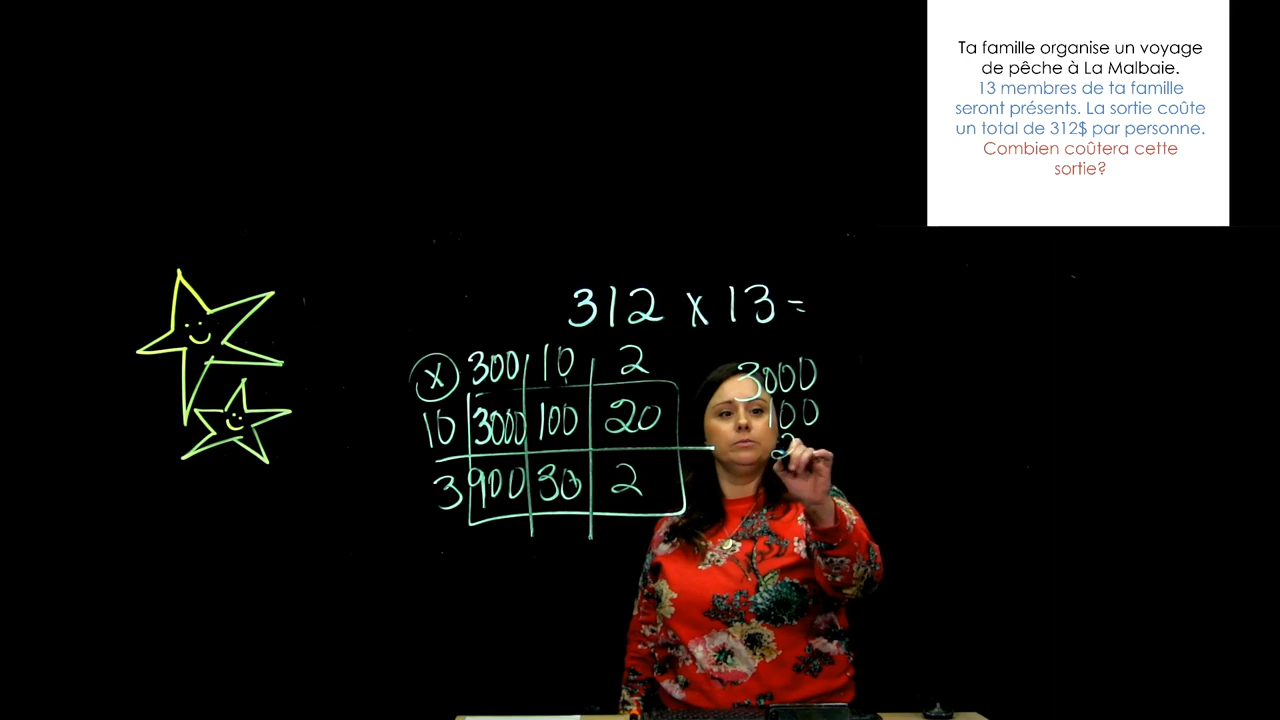 Ta famille organise un voyage
de pêche à La Malbaie.
13 membres de ta famille
seront présents. La sortie coûte
un total de 312$ par personne.
Combien coûtera cette
sortie?
312 x 13 =
x 300 10 2
10 3000 100 20
3 900 30 2
3000
100
2